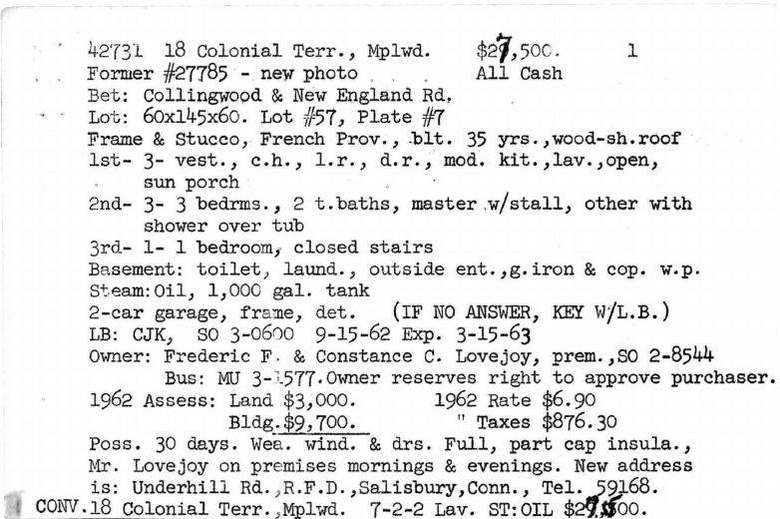 42731 18 Colonial Terr., Mplwd. $27,500. 1
Former #27785 - new photo All Cash
Bet: Collingwood & New England Rd.
Lot: 60x145x60. Lot #57, Plate #7
Frame & Stucco, French Prov., blt. 35 yrs.,wood-sh.roof
1st- 3- vest., c.h., l.r., d.r., mod. kit.,lav.,open,
sun porch
2nd- 3- 3 bedrms., 2 t.baths, master w/stall, other with
shower over tub
3rd- 1- 1 bedroom, closed stairs
Basement: toilet, laund., outside ent.,g.iron & cop. w.p.
Steam:Oil, 1,000 gal. tank
2-car garage, frame, det. (IF NO ANSWER, KEY W/L.B.)
LB: CJK, SO 3-0600 9-15-62 Exp. 3-15-63
Owner: Frederic F. & Constance C. Lovejoy, prem.,SO 2-8544
Bus: MU 3-1577.Owner reserves right to approve purchaser.
1962 Assess: Land $3,000. 1962 Rate $6.90
Bldg.$9,700. " Taxes $876.30
Poss. 30 days. Wea. wind. & drs. Full, part cap insula.,
Mr. Lovejoy on premises mornings & evenings. New address
is: Underhill Rd.,R.F.D.,Salisbury,Conn., Tel. 59168.
CONV.18 Colonial Terr.,Mplwd. 7-2-2 Lav. ST:OIL $27,500.